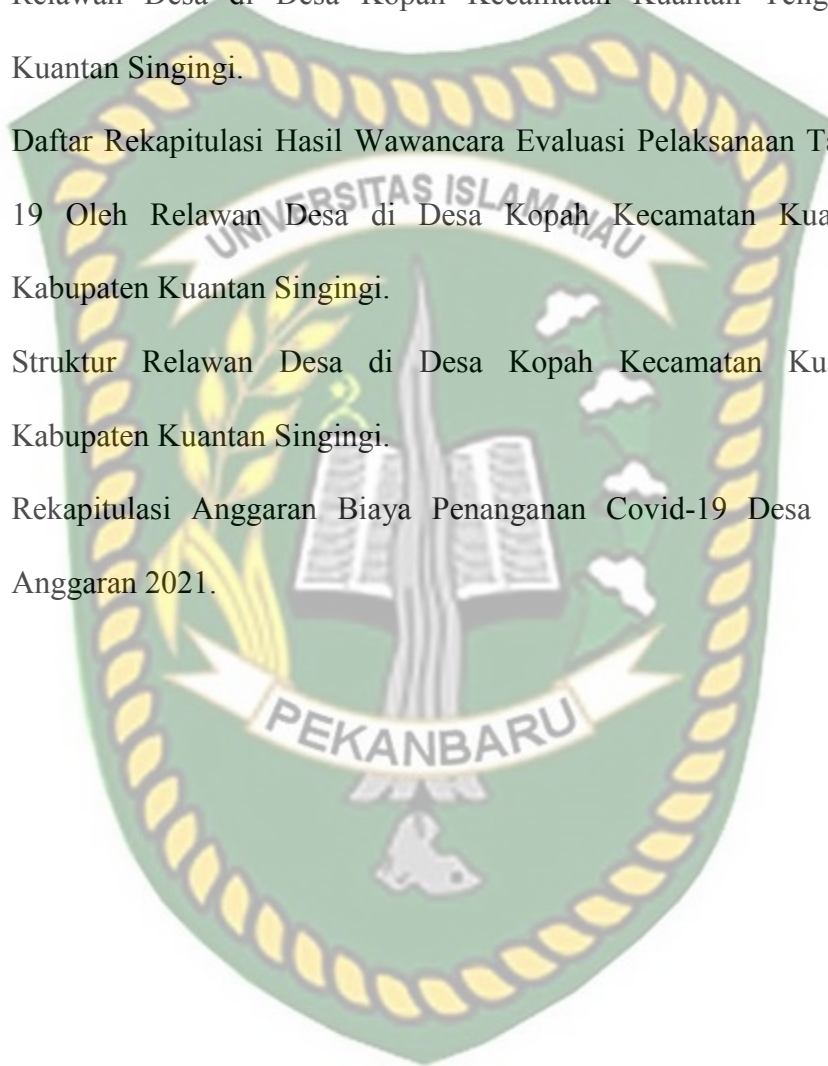 Relawan Desa di Desa Kopah Kecamatan Kuantan
Kuantan Singingi.
Daftar Rekapitulasi Hasil Wawancara Evaluasi Pelaksanaan
19 Oleh Relawan Desa di Desa Kopah Kecamatan
UNIVERSITAS ISLAM RIAU
Kabupaten Kuantan Singingi.
Struktur Relawan Desa di Desa Kopah Kecamatan
Kabupaten Kuantan Singingi.
Rekapitulasi Anggaran Biaya Penanganan Covid-19 Desa
Anggaran 2021.
PEKANBARU